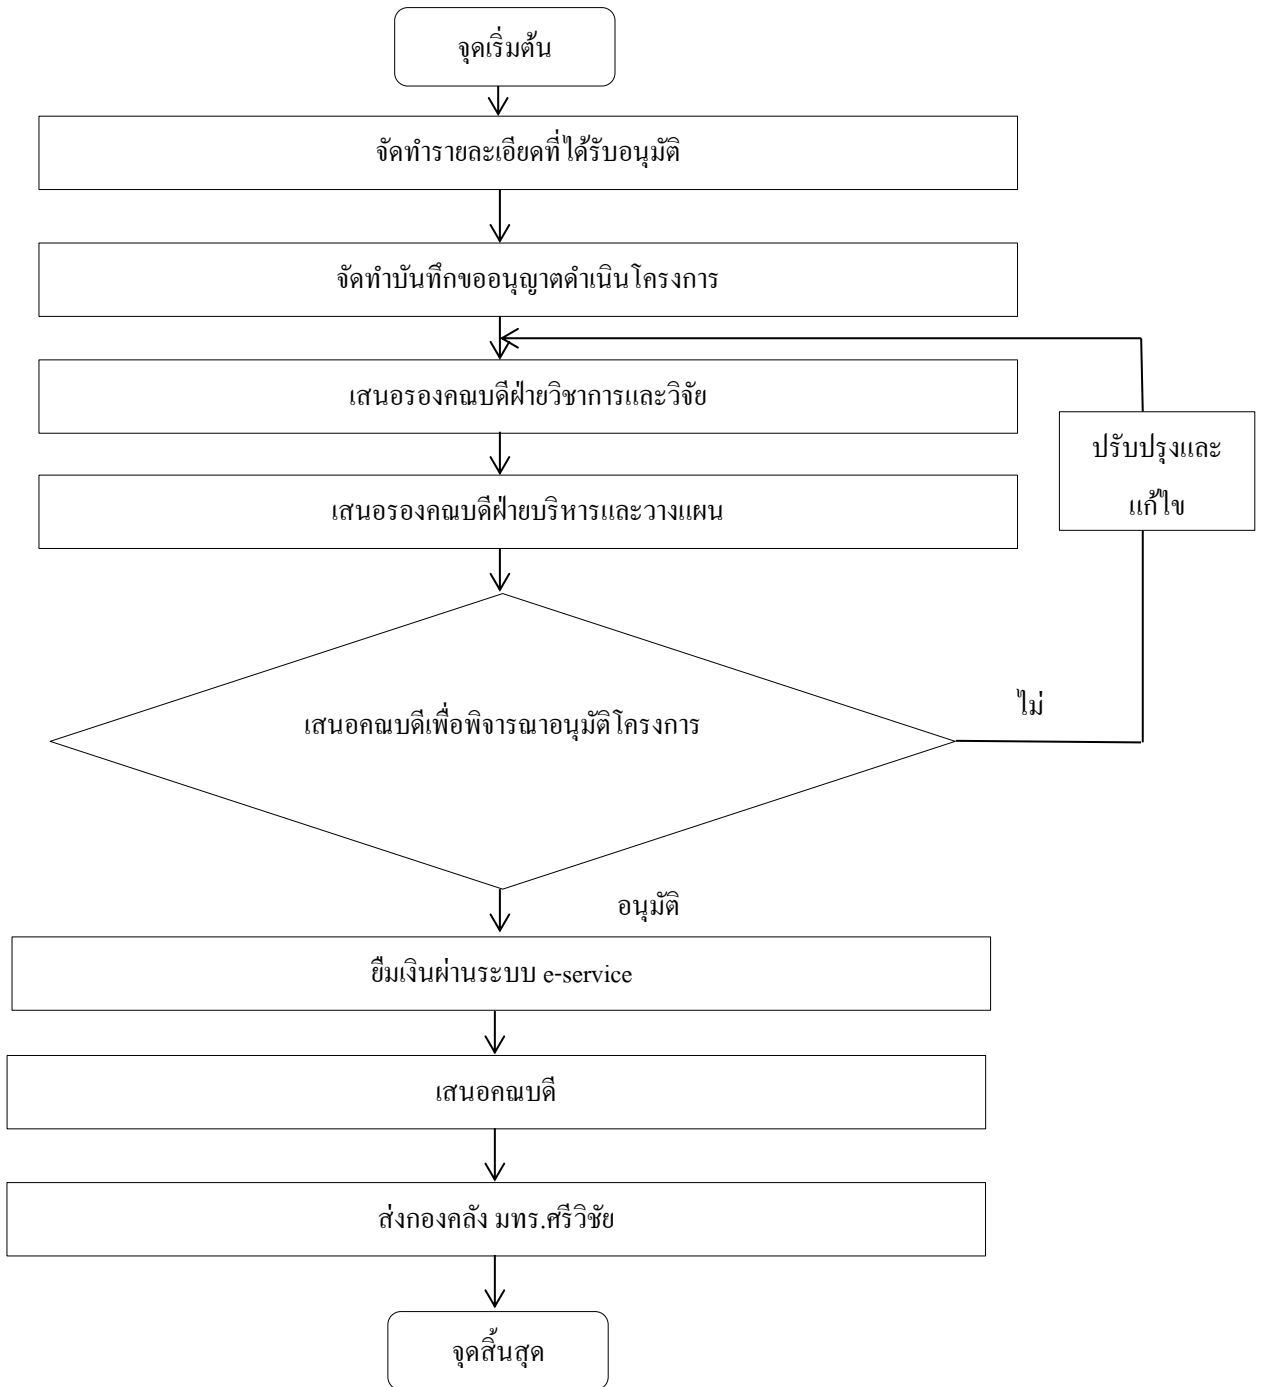 จุดเริ่มต้น
จัดทำรายละเอียดที่ได้รับอนุมัติ
จัดทำบันทึกขออนุญาตดำเนินโครงการ
เสนอรองคณบดีฝ่ายวิชาการและวิจัย
ปรับปรุงและ
แก้ไข
เสนอรองคณบดีฝ่ายบริหารและวางแผน
ไม่
เสนอคณบดีเพื่อพิจารณาอนุมัติโครงการ
อนุมัติ
ยืมเงินผ่านระบบ e-service
เสนอคณบดี
ส่งกองคลัง มทร.ศรีวิชัย
จุดสิ้นสุด